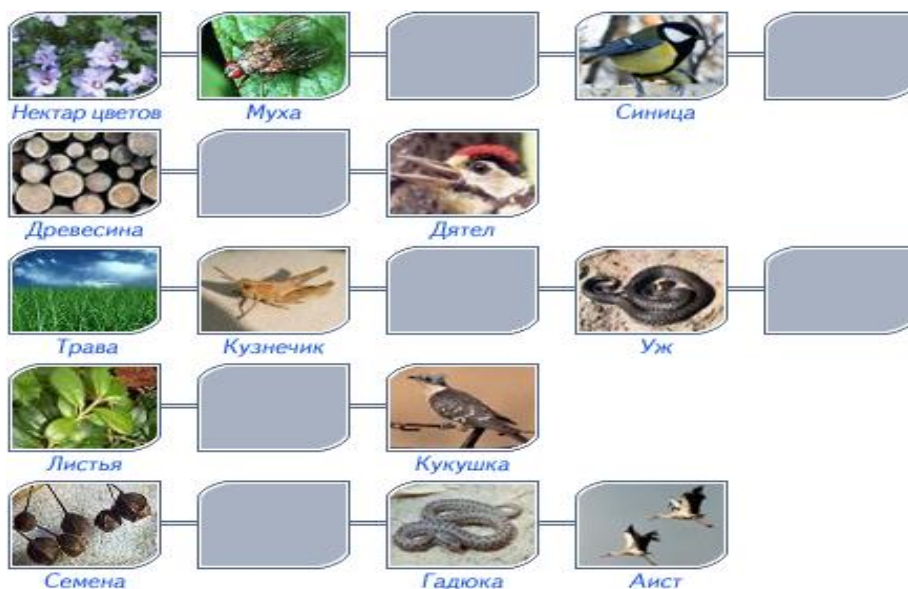 Нектар цветов Муха Синица
Древесина Дятел
Трава Кузнечик Уж
Листья Кукушка
Семена Гадюка Аист